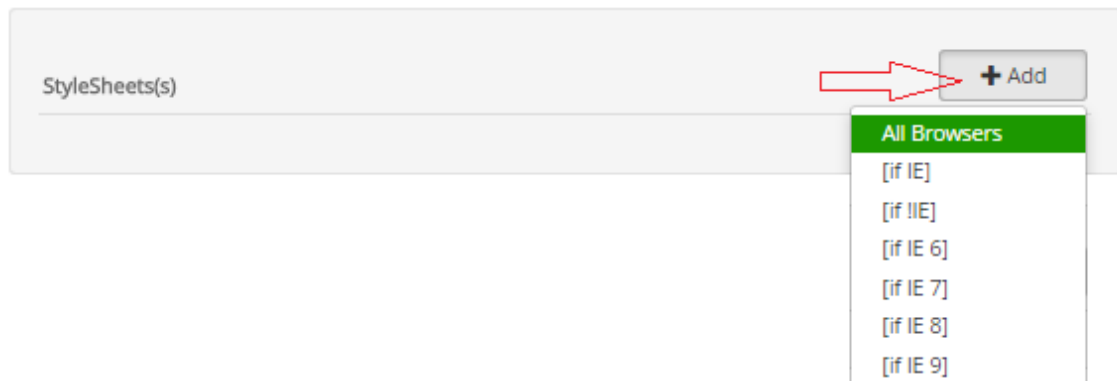 StyleSheets(s)
+ Add
All Browsers
[if IE]
[if !IE]
[if IE 6]
[if IE 7]
[if IE 8]
[if IE 9]